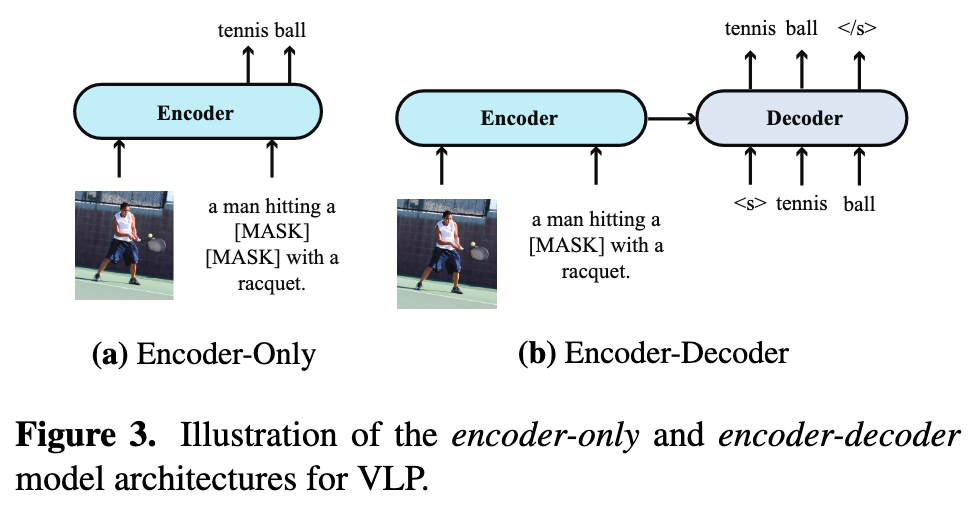 tennis ball
Encoder
a man hitting a
[MASK]
[MASK] with a
racquet.
(a) Encoder-Only
tennis ball </s>
Encoder
Decoder
<s> tennis ball
a man hitting a
[MASK] with a
racquet.
(b) Encoder-Decoder
Figure 3. Illustration of the encoder-only and encoder-decoder
model architectures for VLP.